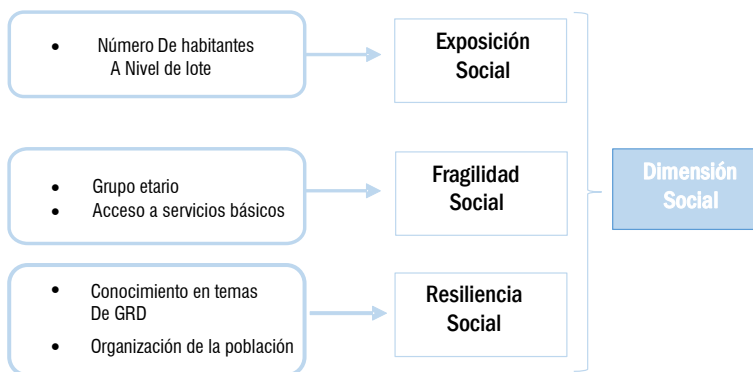 • Número De habitantes
A Nivel de lote
Exposición
Social
• Grupo etario
• Acceso a servicios básicos
Fragilidad
Social
• Conocimiento en temas
De GRD
• Organización de la población
Resiliencia
Social
Dimensión
Social